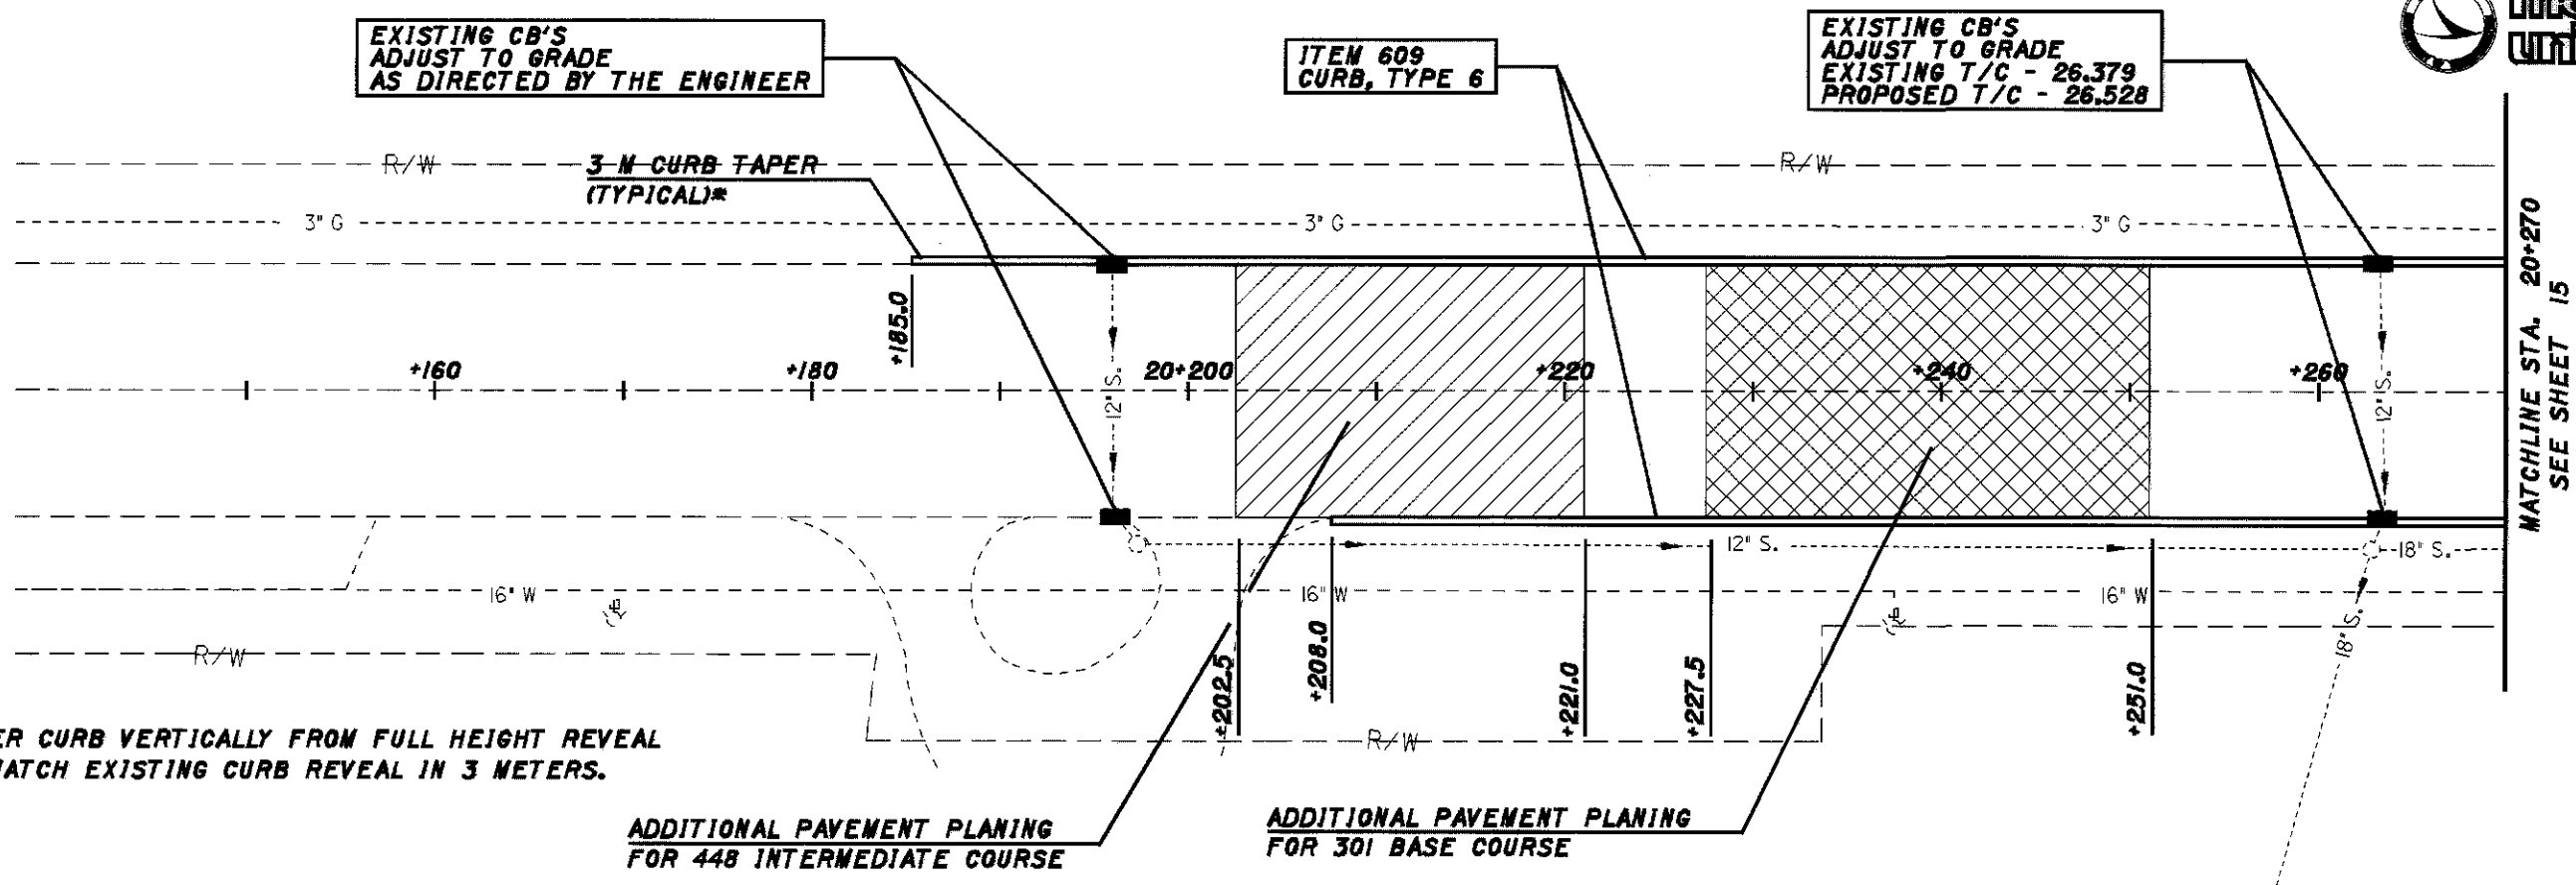 EXISTING CB'S
ADJUST TO GRADE
AS DIRECTED BY THE ENGINEER
ITEM 609
CURB, TYPE 6
EXISTING CB'S
ADJUST TO GRADE
EXISTING T/C - 26.379
PROPOSED T/C - 26.528
R/W
3 M CURB TAPER
(TYPICAL)*
R/W
3" G
3" G
3" G
MATCHLINE STA. 20+270
SEE SHEET 15
+185.0
12" S.
12" S.
+160
+180
20+200
+220
+240
+260
12" S.
18" S.
16" W
16" W
16" W
18" S.
R/W
+202.5
+208.0
+221.0
+227.5
+251.0
R/W
ER CURB VERTICALLY FROM FULL HEIGHT REVEAL
MATCH EXISTING CURB REVEAL IN 3 METERS.
ADDITIONAL PAVEMENT PLANING
FOR 448 INTERMEDIATE COURSE
ADDITIONAL PAVEMENT PLANING
FOR 301 BASE COURSE